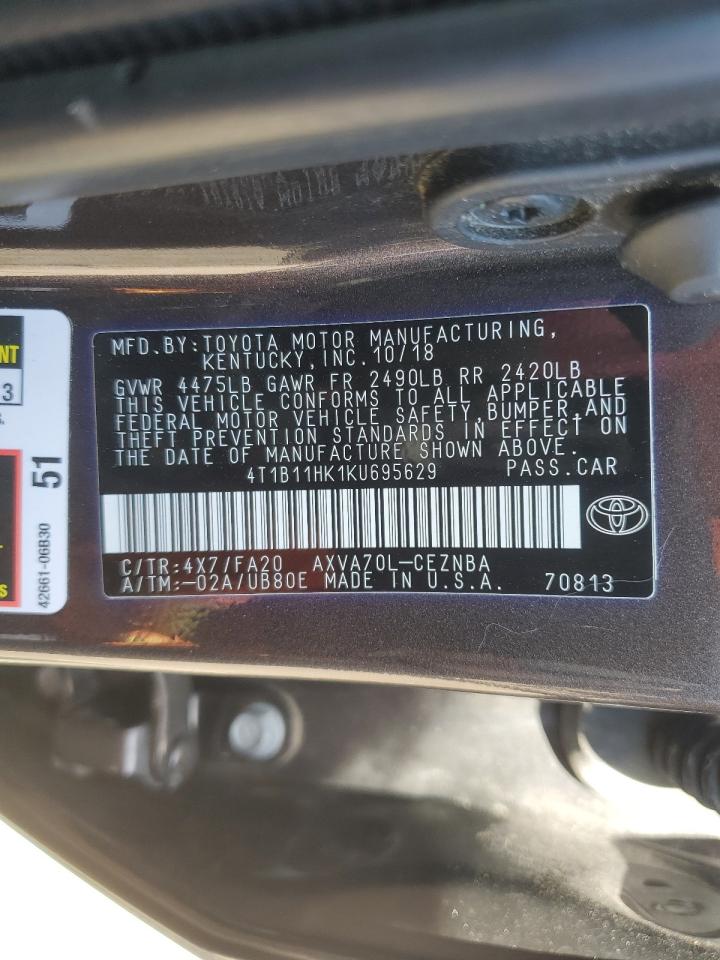 MFD.BY:TOYOTA MOTOR MANUFACTURING,
KENTUCKY,INC.10/18
GVWR 4475LB GAWR FR 2490LB RR 2420LB
THIS VEHICLE CONFORMS TO ALL APPLICABLE
FEDERAL MOTOR VEHICLE SAFETY,BUMPER,AND
THEFT PREVENTION STANDARDS IN EFFECT ON
THE DATE OF MANUFACTURE SHOWN ABOVE.
4T1B11HK1KU695629 PASS.CAR
C/TR:4X7/FA20 AXVA70L-CEZNBA
A/TM:-02A/UB80E MADE IN U.S.A. 70813
NT
3
S.
51
42661-06B30
S